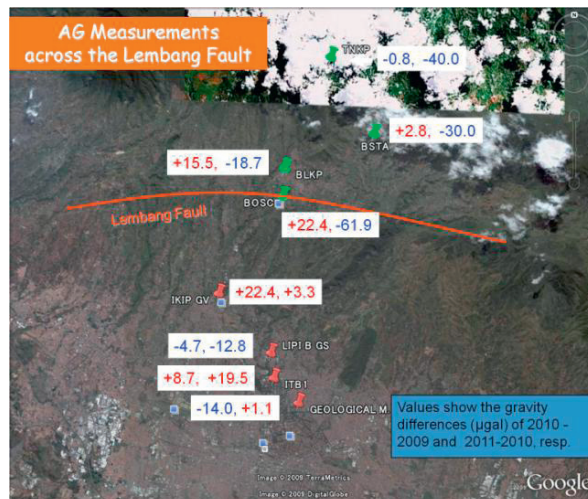 AG Measurements
across the Lembang Fault
TNKP
-0.8, -40.0
+2.8, -30.0
BSTA
+15.5, -18.7
BLKP
BOSC
Lembang Fault
+22.4, -61.9
IKIP GV
+22.4, +3.3
-4.7, -12.8
LIPI B GS
+8.7, +19.5
ITB1
-14.0, +1.1
GEOLOGICAL M
Values show the gravity
differences (µgal) of 2010 -
2009 and 2011-2010, resp.
Image © 2009 TerraMetrics
Image © 2009 DigitalGlobe
Google